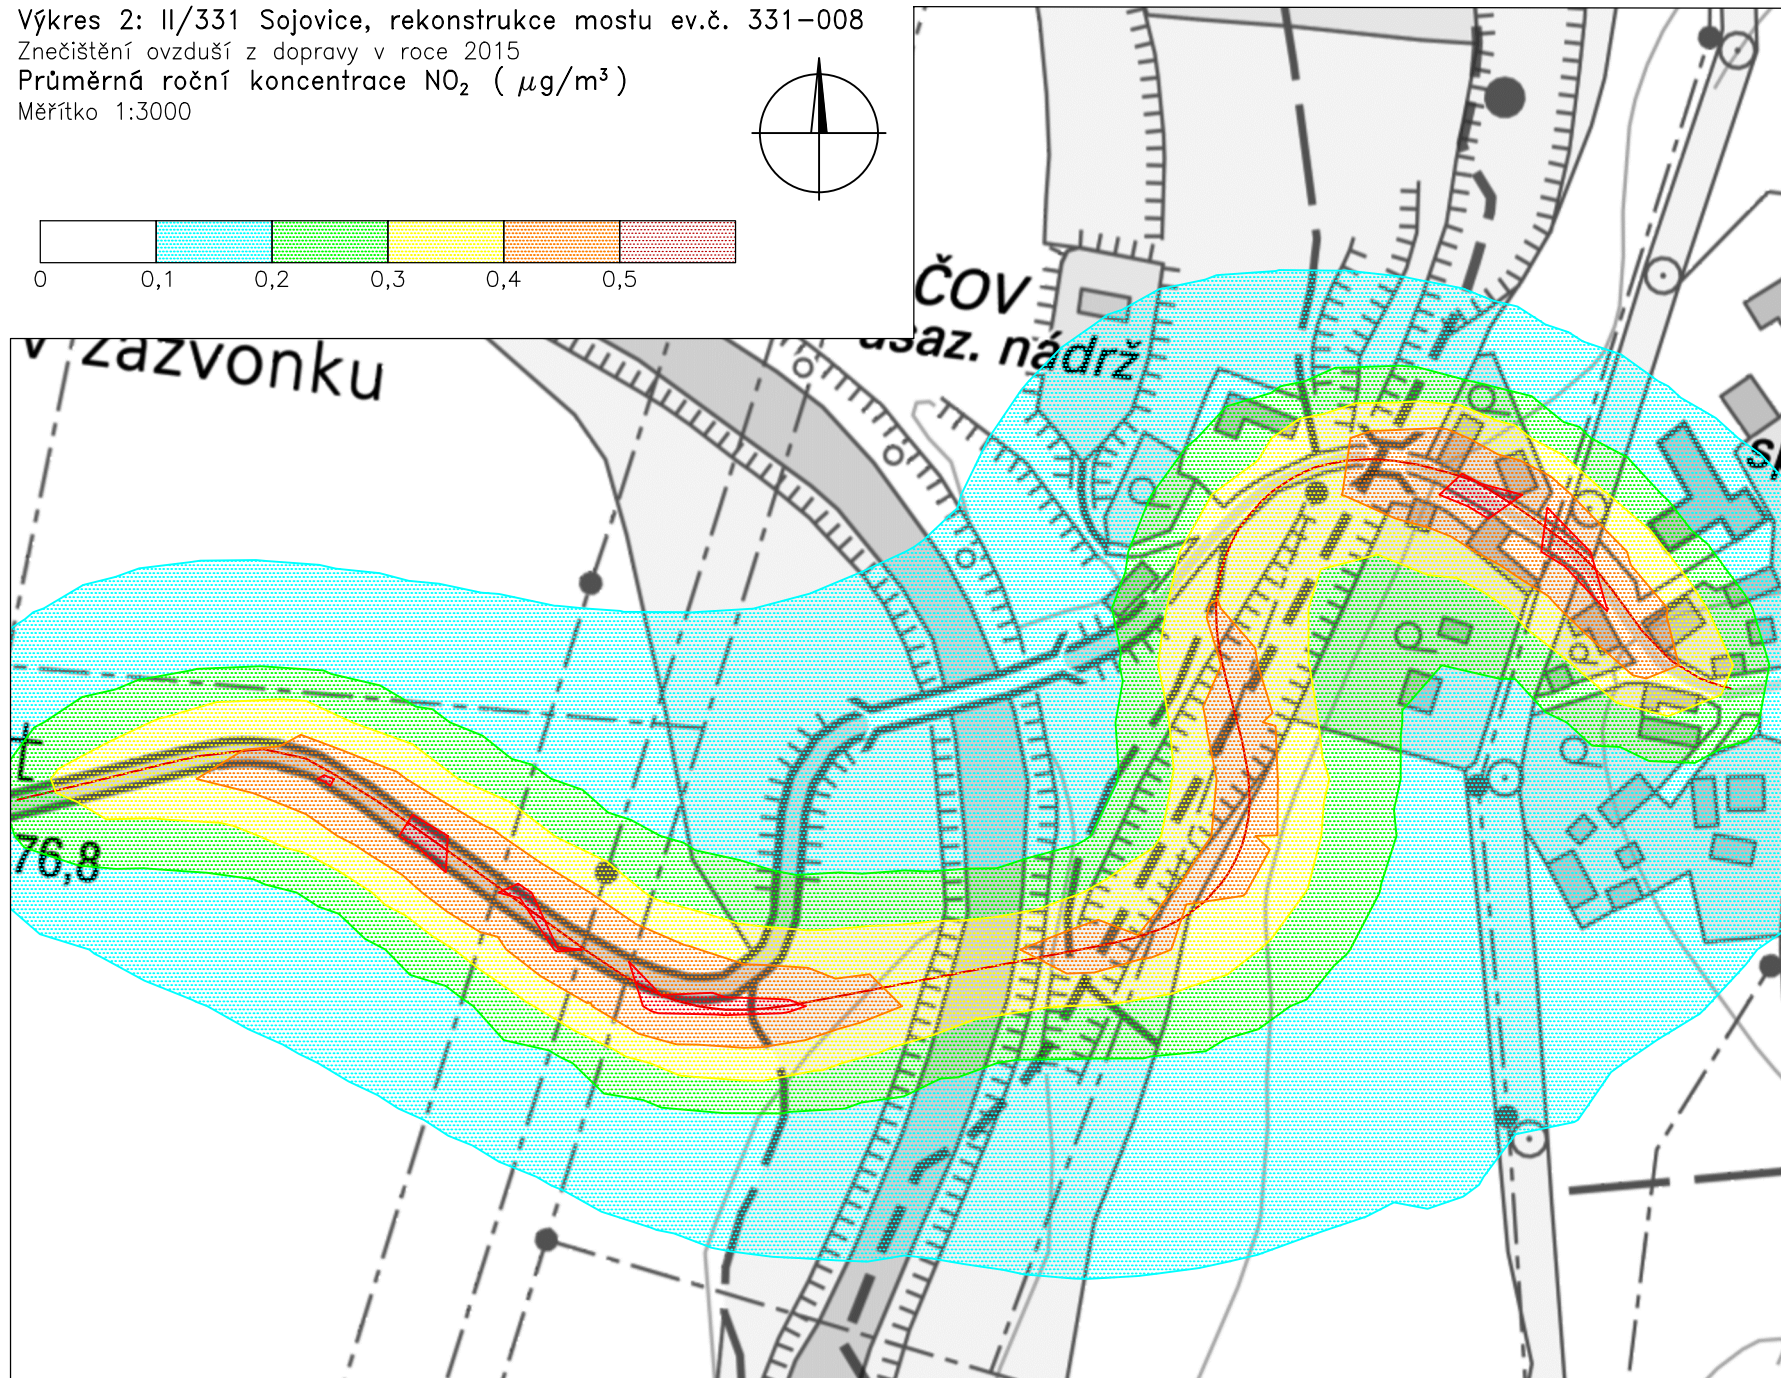 Výkres 2: II/331 Sojovice, rekonstrukce mostu ev.č. 331-008
Znečištění ovzduší z dopravy v roce 2015
Průměrná roční koncentrace NO₂ ( μg/m³ )
Měřítko 1:3000
0 0,1 0,2 0,3 0,4 0,5
ČOV
usaz. nádrž
V zázvonku
76,8